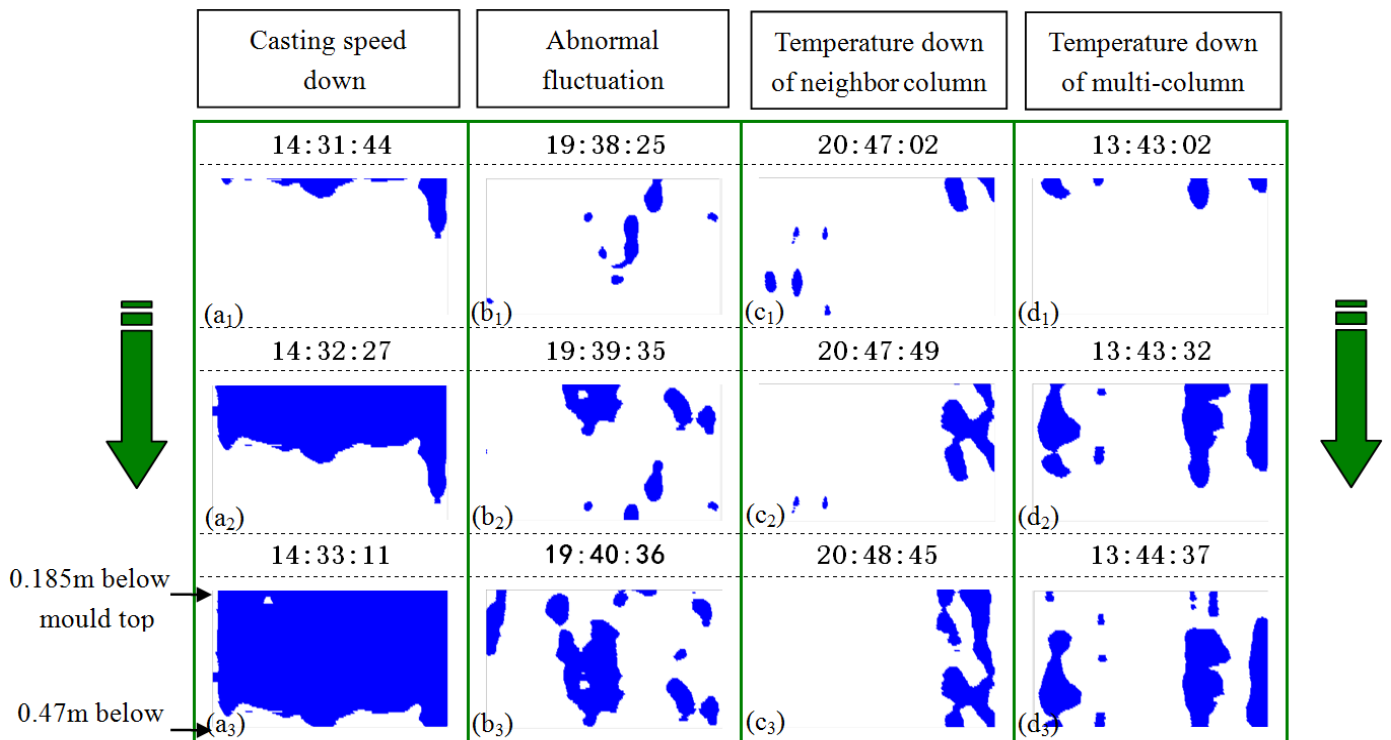 Casting speed
down
Abnormal
fluctuation
Temperature down
of neighbor column
Temperature down
of multi-column
14:31:44
19:38:25
20:47:02
13:43:02
(a1)
(b1)
(c1)
(d1)
14:32:27
19:39:35
20:47:49
13:43:32
(a2)
(b2)
(c2)
(d2)
14:33:11
19:40:36
20:48:45
13:44:37
0.185m below
mould top
0.47m below
(a3)
(b3)
(c3)
(d3)